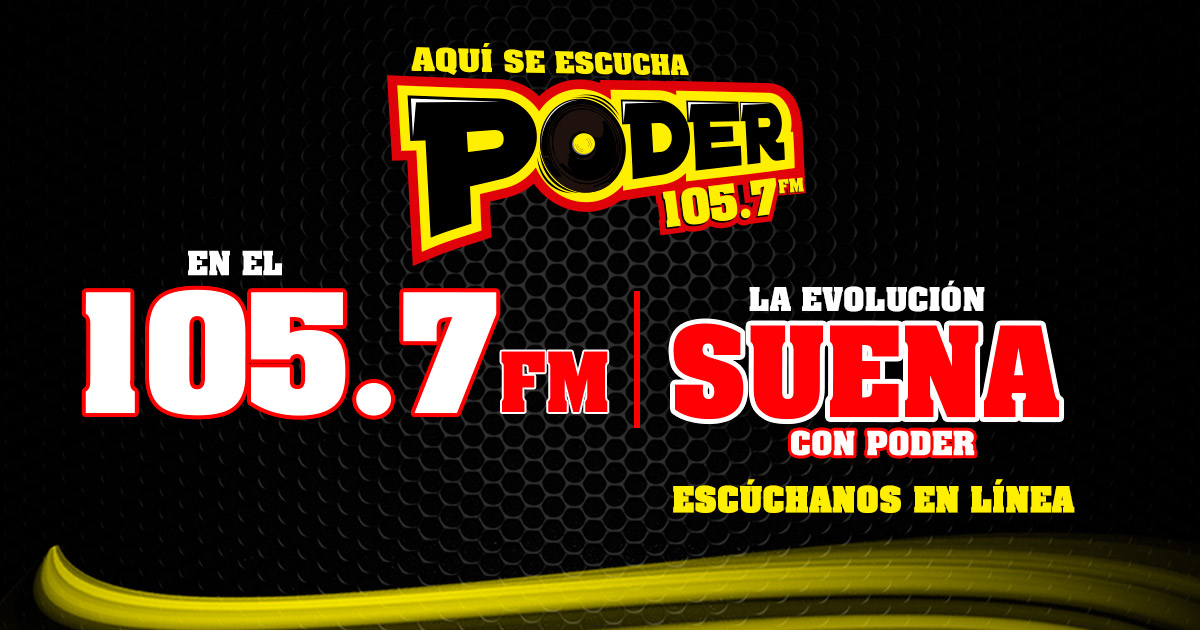 AQUÍ SE ESCUCHA
PODER
105.7 FM
EN EL
105.7 FM
LA EVOLUCIÓN
SUENA
CON PODER
ESCÚCHANOS EN LÍNEA